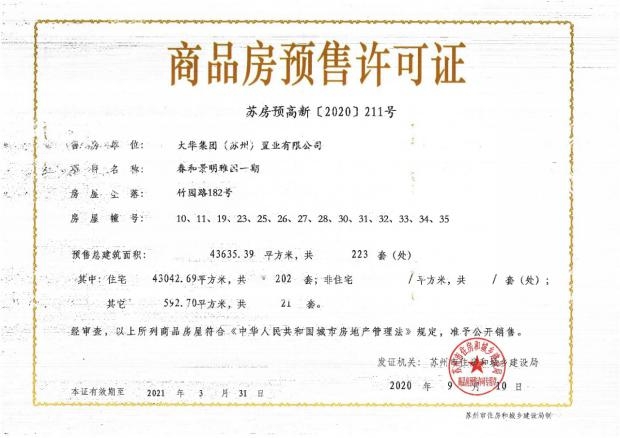 商品房预售许可证
苏房预高新〔2020〕211号
售房单位: 大华集团(苏州)置业有限公司
项目名称: 春和景明雅园一期
房屋坐落: 竹园路182号
房屋幢号: 10、11、19、23、25、26、27、28、30、31、32、33、34、35
预售总建筑面积: 43635.39 平方米,共 223 套(处)
其中:住宅 43042.69平方米,共 202 套;非住宅 /平方米,共 / 套(处);
其它 592.70平方米,共 21 套。
经审查,以上所列商品房屋符合《中华人民共和国城市房地产管理法》规定,准予公开销售。
发证机关:苏州市住房和城乡建设局
2020 年 9月 10日
本证有效期至 2021 年 3 月 31日
苏州市住房和城乡建设局制